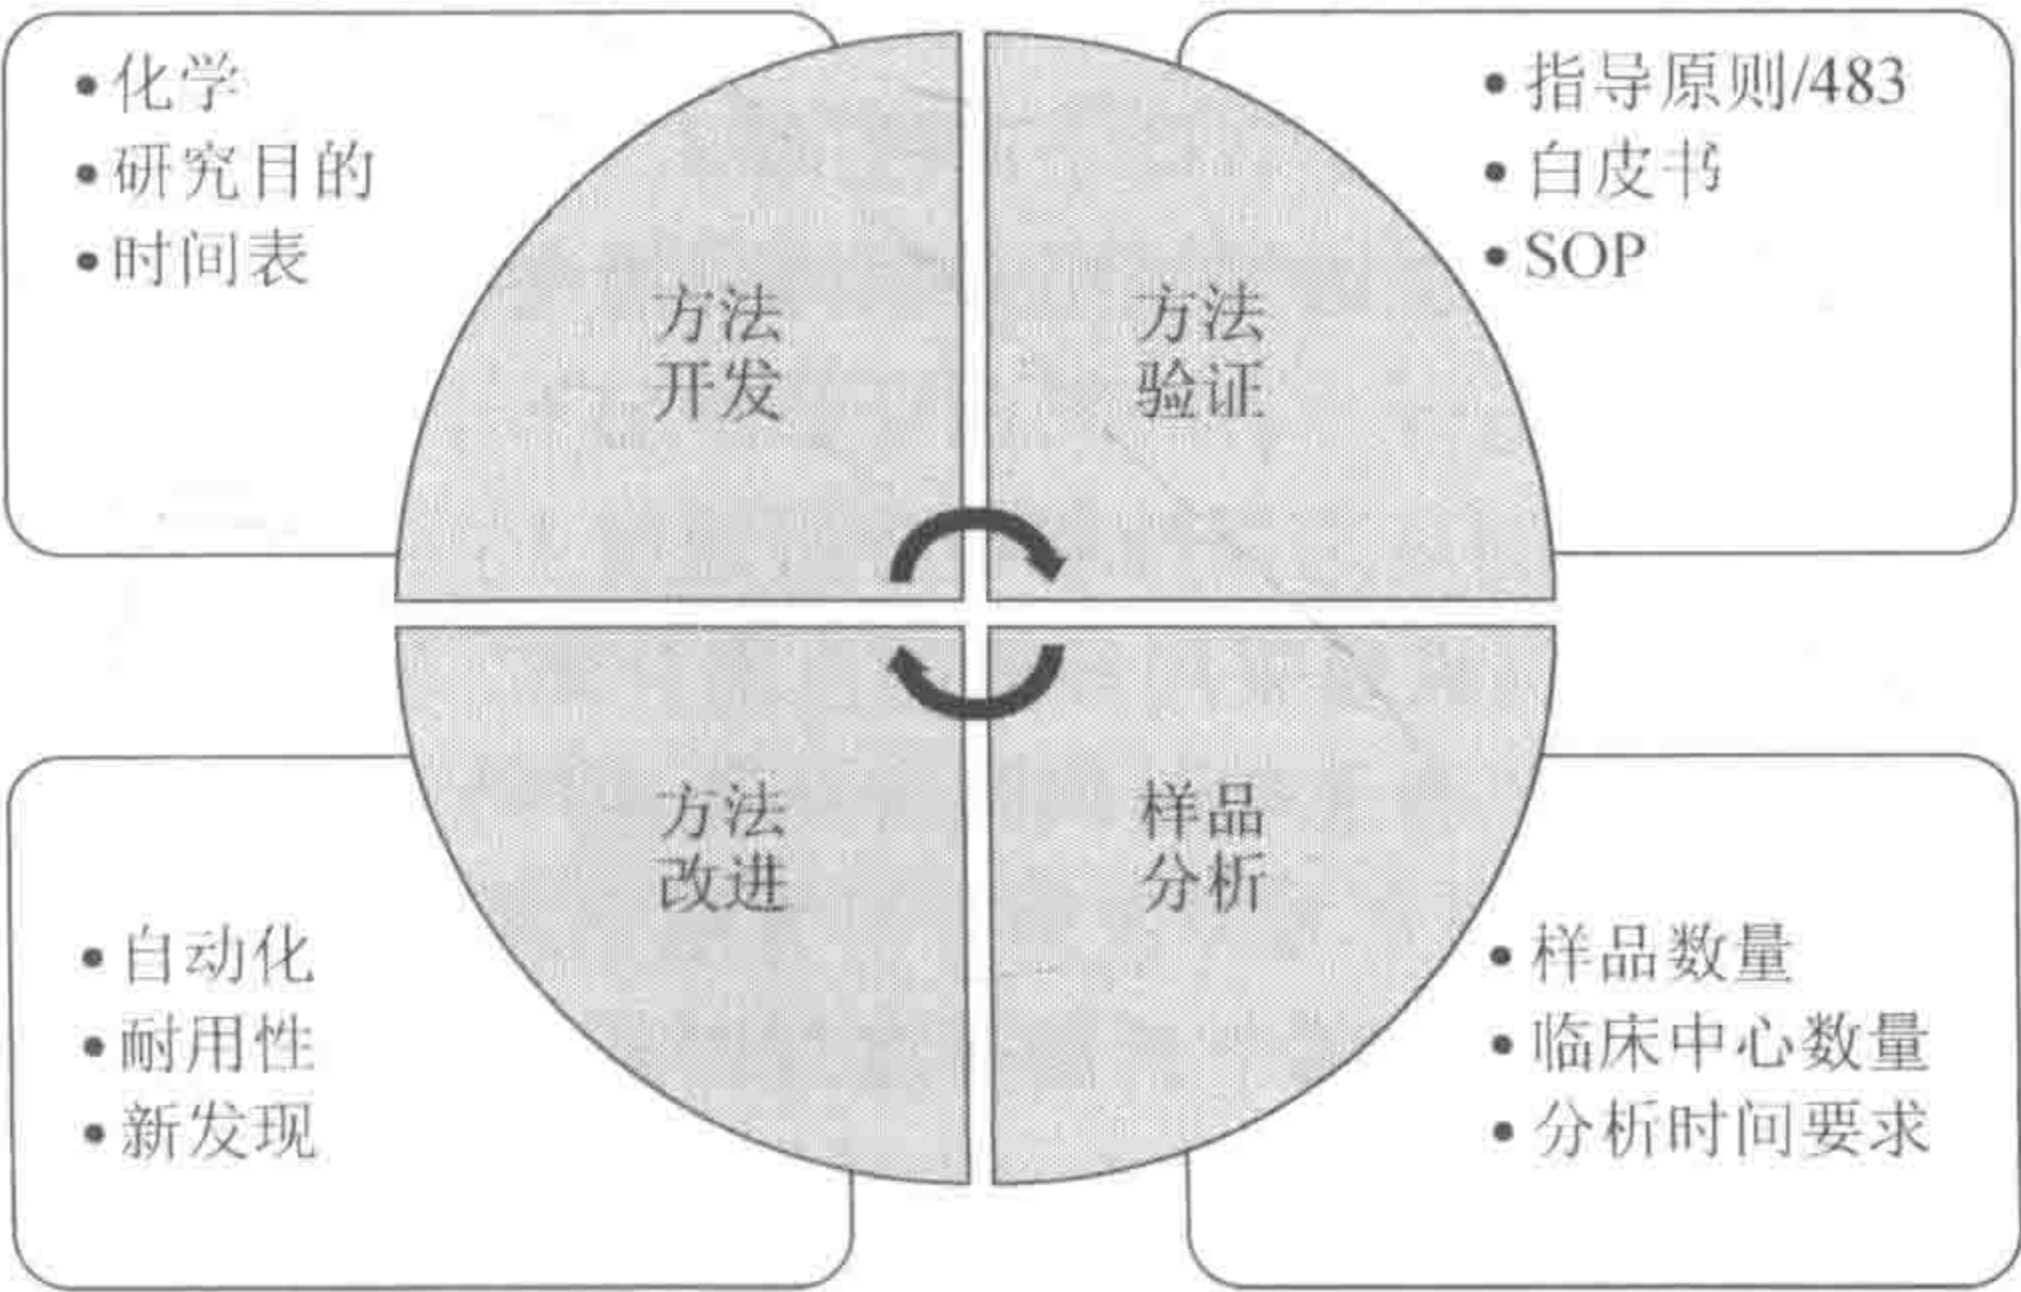 • 化学
• 研究目的
• 时间表
方法
开发
• 指导原则/483
• 白皮书
• SOP
方法
验证
• 自动化
• 耐用性
• 新发现
方法
改进
• 样品数量
• 临床中心数量
• 分析时间要求
样品
分析